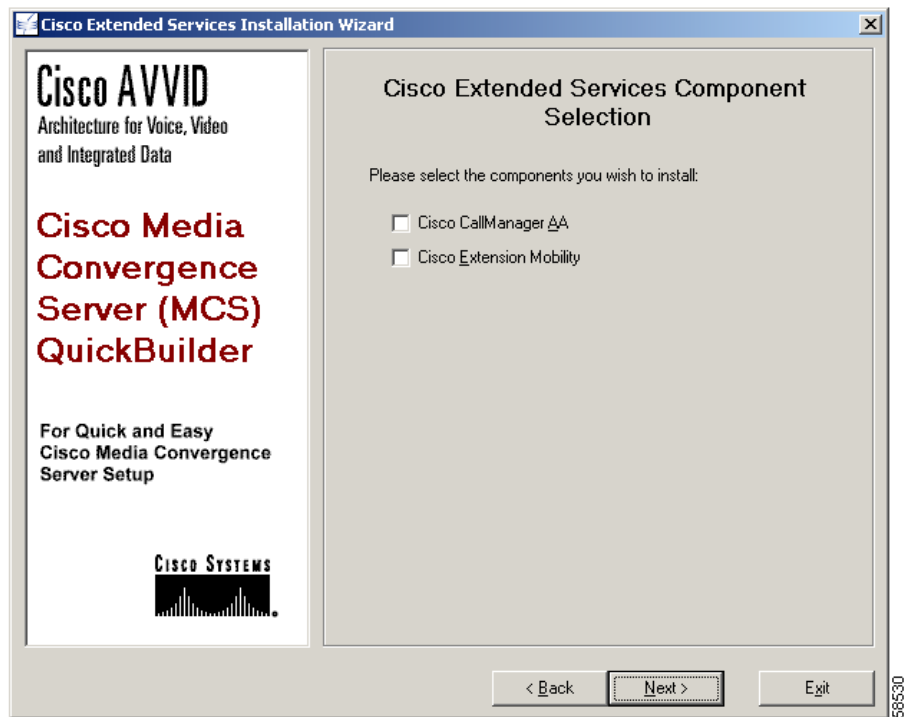 Cisco Extended Services Installation Wizard
Cisco AVVID
Architecture for Voice, Video
and Integrated Data
Cisco Media
Convergence
Server (MCS)
QuickBuilder
For Quick and Easy
Cisco Media Convergence
Server Setup
CISCO SYSTEMS
Cisco Extended Services Component
Selection
Please select the components you wish to install:
Cisco CallManager AA
Cisco Extension Mobility
< Back
Next >
Exit
58530